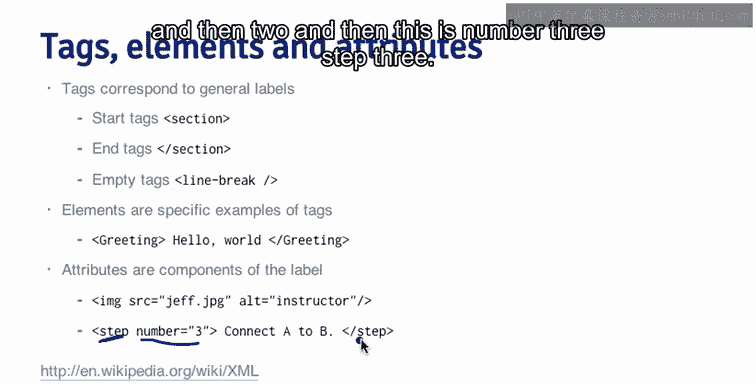 and then two and then this is number three
step three.
Tags, elements and attributes
· Tags correspond to general labels
- Start tags <section>
- End tags </section>
- Empty tags <line-break />
· Elements are specific examples of tags
- <Greeting> Hello, world </Greeting>
· Attributes are components of the label
- <img src="jeff.jpg" alt="instructor"/>
- <step number="3"> Connect A to B. </step>
http://en.wikipedia.org/wiki/XML